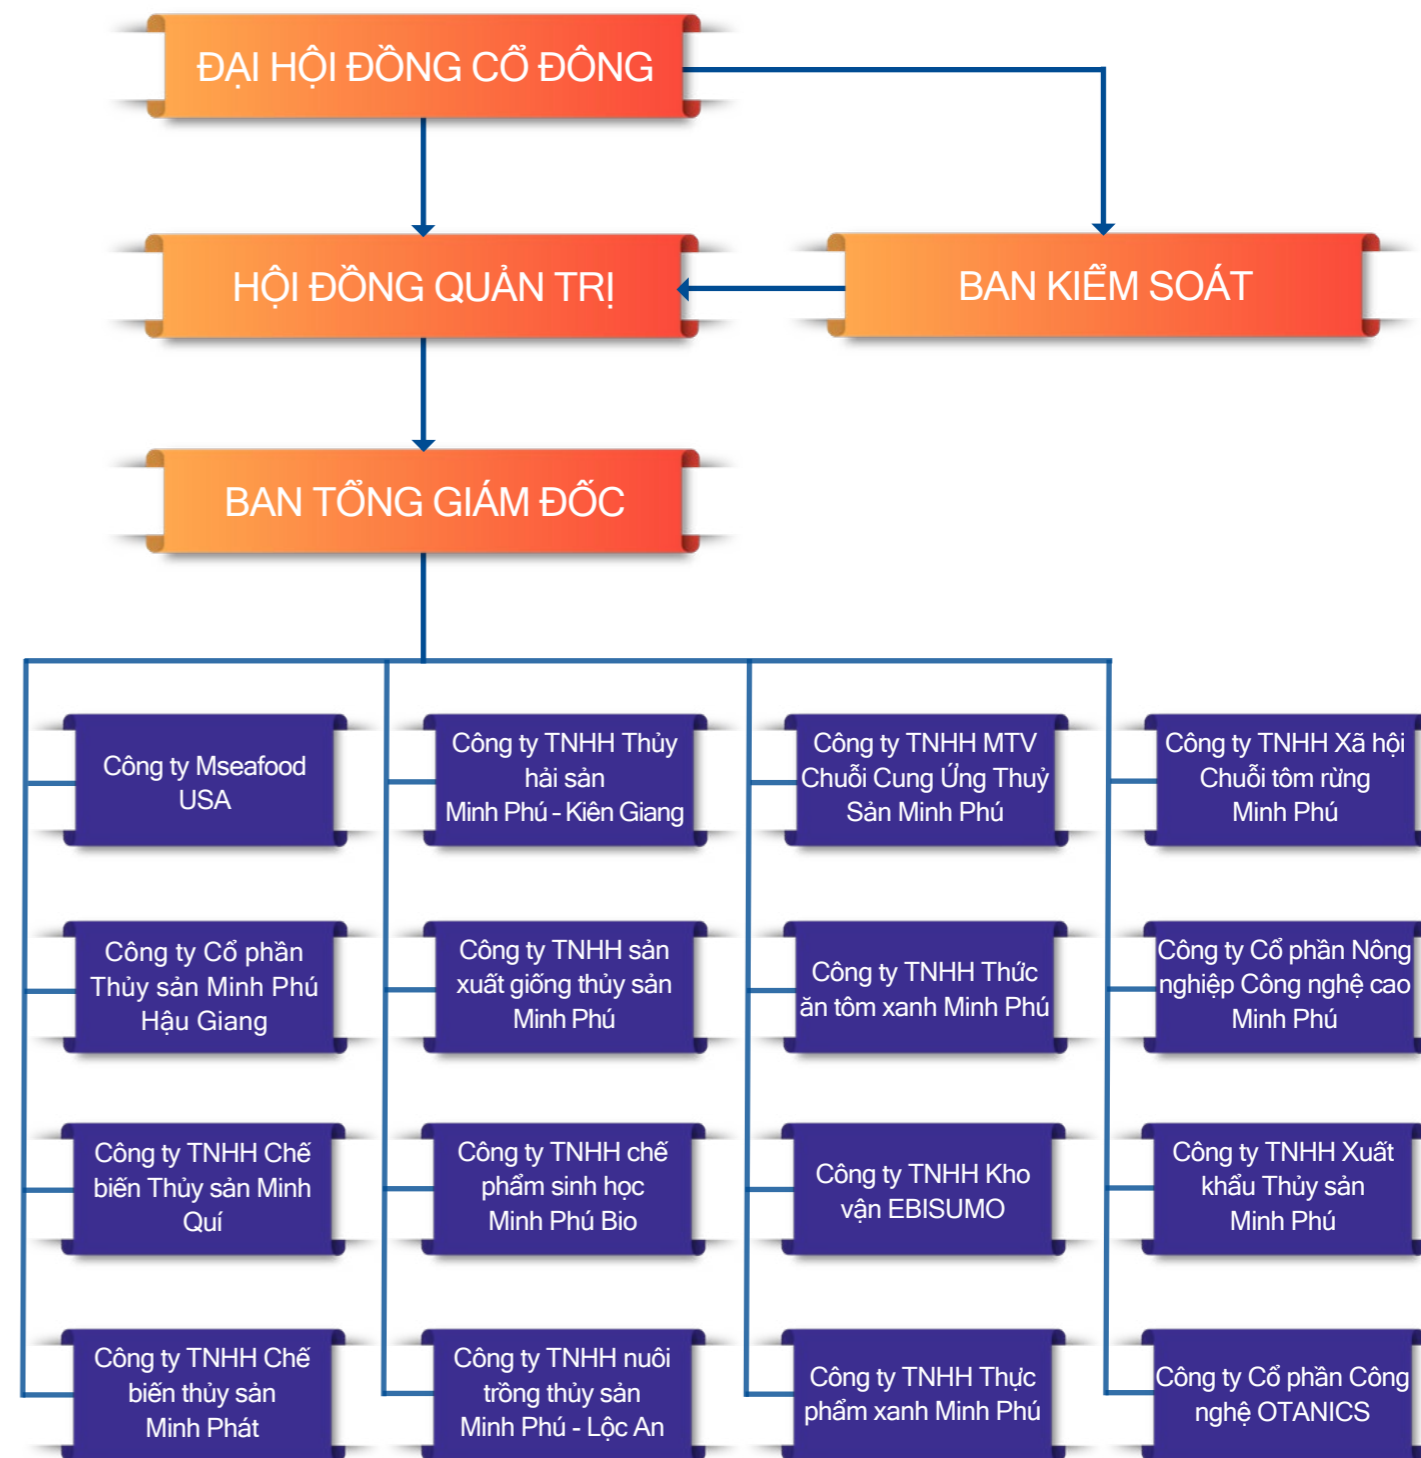 ĐẠI HỘI ĐỒNG CỔ ĐÔNG
HỘI ĐỒNG QUẢN TRỊ
BAN KIỂM SOÁT
BAN TỔNG GIÁM ĐỐC
Công ty Mseafood
USA
Công ty TNHH Thủy
hải sản
Minh Phú - Kiên Giang
Công ty TNHH MTV
Chuỗi Cung Ứng Thuỷ
Sản Minh Phú
Công ty TNHH Xã hội
Chuỗi tôm rừng
Minh Phú
Công ty Cổ phần
Thủy sản Minh Phú
Hậu Giang
Công ty TNHH sản
xuất giống thủy sản
Minh Phú
Công ty TNHH Thức
ăn tôm xanh Minh Phú
Công ty Cổ phần Nông
nghiệp Công nghệ cao
Minh Phú
Công ty TNHH Chế
biến Thủy sản Minh
Quí
Công ty TNHH chế
phẩm sinh học
Minh Phú Bio
Công ty TNHH Kho
vận EBISUMO
Công ty TNHH Xuất
khẩu Thủy sản
Minh Phú
Công ty TNHH Chế
biến thủy sản
Minh Phát
Công ty TNHH nuôi
trồng thủy sản
Minh Phú - Lộc An
Công ty TNHH Thực
phẩm xanh Minh Phú
Công ty Cổ phần Công
nghệ OTANICS